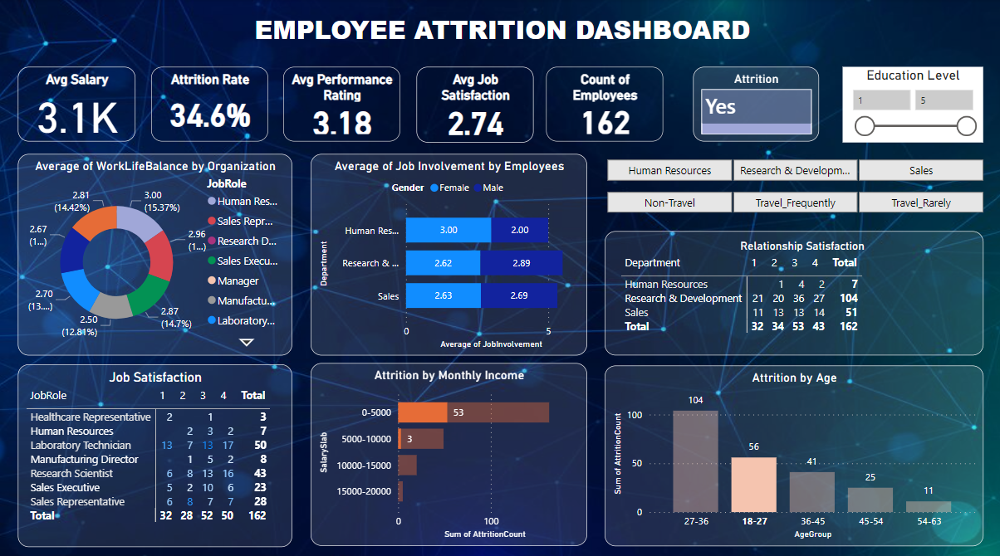 EMPLOYEE ATTRITION DASHBOARD
Avg Salary
3.1K
Attrition Rate
34.6%
Avg Performance
Rating
3.18
Avg Job
Satisfaction
2.74
Count of
Employees
162
Attrition
Yes
Education Level
1 5
Human Resources Research & Developm... Sales
Non-Travel Travel_Frequently Travel_Rarely
Average of WorkLifeBalance by Organization
JobRole
Human Res...
Sales Repr...
Research D...
Sales Execu...
Manager
Manufactu...
Laboratory...
3.00
(15.37%)
2.96
(1...)
2.87
(14.7%)
2.50
(12.81%)
2.70
(13....)
2.67
(1...)
2.81
(14.42%)
Average of Job Involvement by Employees
Gender Female Male
Department
Human Res... 3.00 2.00
Research & ... 2.62 2.89
Sales 2.63 2.69
0 5
Average of JobInvolvement
Relationship Satisfaction
Department 1 2 3 4 Total
Human Resources 1 4 2 7
Research & Development 21 20 36 27 104
Sales 11 13 13 14 51
Total 32 34 53 43 162
Job Satisfaction
JobRole 1 2 3 4 Total
Healthcare Representative 2 1 3
Human Resources 2 3 2 7
Laboratory Technician 13 7 13 17 50
Manufacturing Director 1 5 2 8
Research Scientist 6 8 13 16 43
Sales Executive 5 2 10 6 23
Sales Representative 6 8 7 7 28
Total 32 28 52 50 162
Attrition by Monthly Income
SalarySlab
0-5000 53
5000-10000 3
10000-15000
15000-20000
0 100
Sum of AttritionCount
Attrition by Age
Sum of AttritionCount
100
50
0
104
56
41
25
11
27-36 18-27 36-45 45-54 54-63
AgeGroup